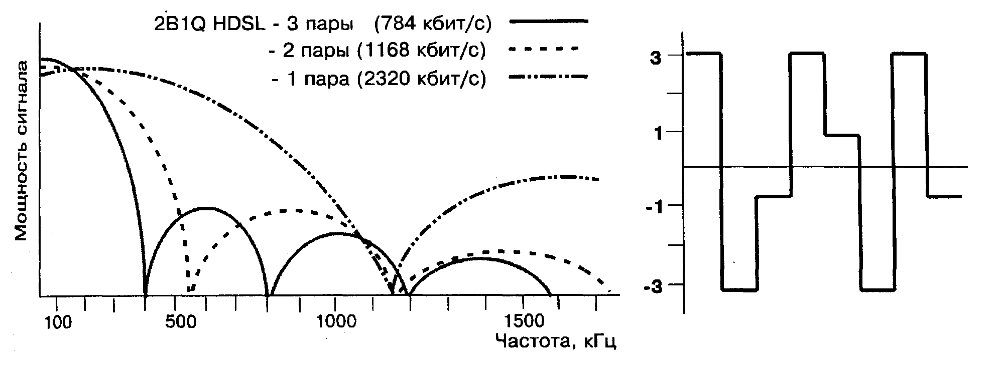 2B1Q HDSL - 3 пары (784 кбит/с)
- 2 пары (1168 кбит/с)
- 1 пара (2320 кбит/с)
Мощность сигнала
100 500 1000 1500
Частота, кГц
3
1
-1
-3